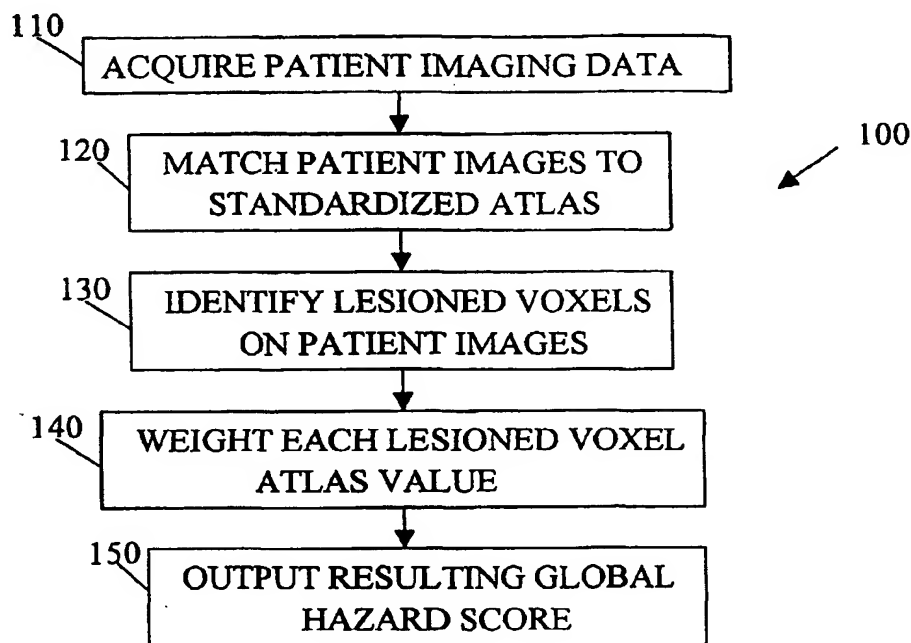 110
ACQUIRE PATIENT IMAGING DATA
100
120
MATCH PATIENT IMAGES TO
STANDARDIZED ATLAS
130
IDENTIFY LESIONED VOXELS
ON PATIENT IMAGES
140
WEIGHT EACH LESIONED VOXEL
ATLAS VALUE
150
OUTPUT RESULTING GLOBAL
HAZARD SCORE